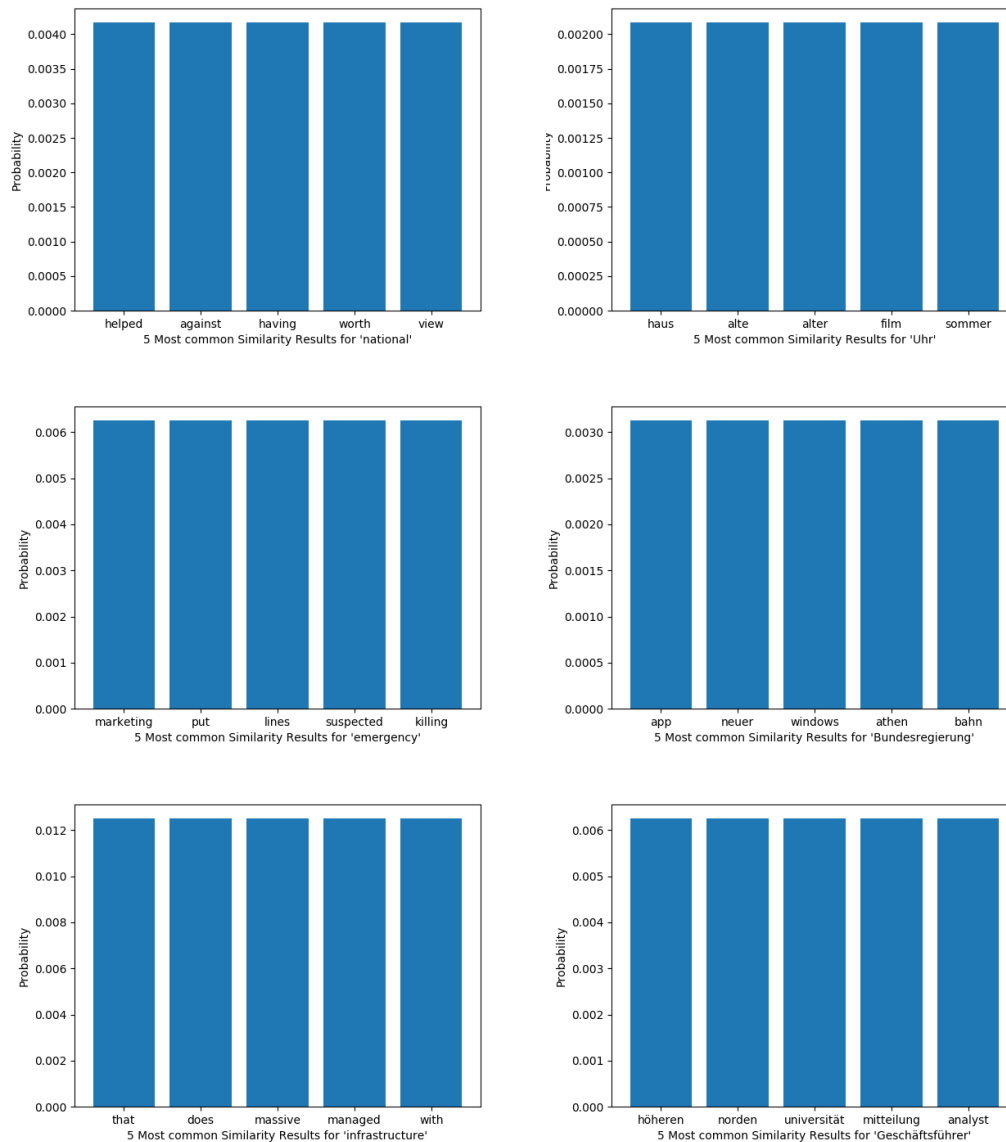 0.0040
0.0035
0.0030
0.0025
0.0020
0.0015
0.0010
0.0005
0.0000
Probability
helped against having worth view
5 Most common Similarity Results for 'national'
0.00200
0.00175
0.00150
0.00125
0.00100
0.00075
0.00050
0.00025
0.00000
Probability
haus alte alter film sommer
5 Most common Similarity Results for 'Uhr'
0.006
0.005
0.004
0.003
0.002
0.001
0.000
Probability
marketing put lines suspected killing
5 Most common Similarity Results for 'emergency'
0.0030
0.0025
0.0020
0.0015
0.0010
0.0005
0.0000
Probability
app neuer windows athen bahn
5 Most common Similarity Results for 'Bundesregierung'
0.012
0.010
0.008
0.006
0.004
0.002
0.000
Probability
that does massive managed with
5 Most common Similarity Results for 'infrastructure'
0.006
0.005
0.004
0.003
0.002
0.001
0.000
Probability
höheren norden universität mitteilung analyst
5 Most common Similarity Results for 'Geschäftsführer'